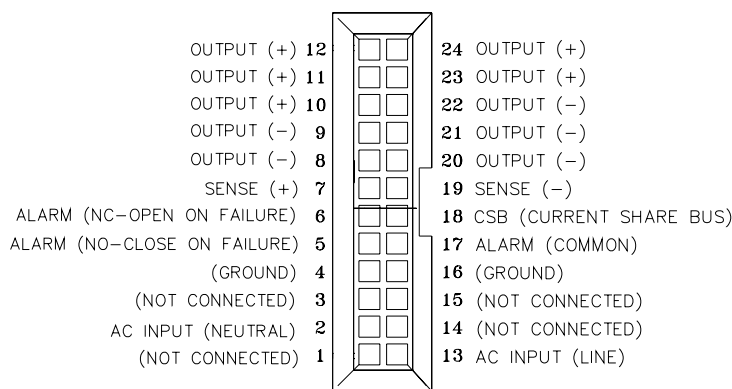 OUTPUT (+) 12 24 OUTPUT (+)
OUTPUT (+) 11 23 OUTPUT (+)
OUTPUT (+) 10 22 OUTPUT (−)
OUTPUT (−) 9 21 OUTPUT (−)
OUTPUT (−) 8 20 OUTPUT (−)
SENSE (+) 7 19 SENSE (−)
ALARM (NC−OPEN ON FAILURE) 6 18 CSB (CURRENT SHARE BUS)
ALARM (NO−CLOSE ON FAILURE) 5 17 ALARM (COMMON)
(GROUND) 4 16 (GROUND)
(NOT CONNECTED) 3 15 (NOT CONNECTED)
AC INPUT (NEUTRAL) 2 14 (NOT CONNECTED)
(NOT CONNECTED) 1 13 AC INPUT (LINE)